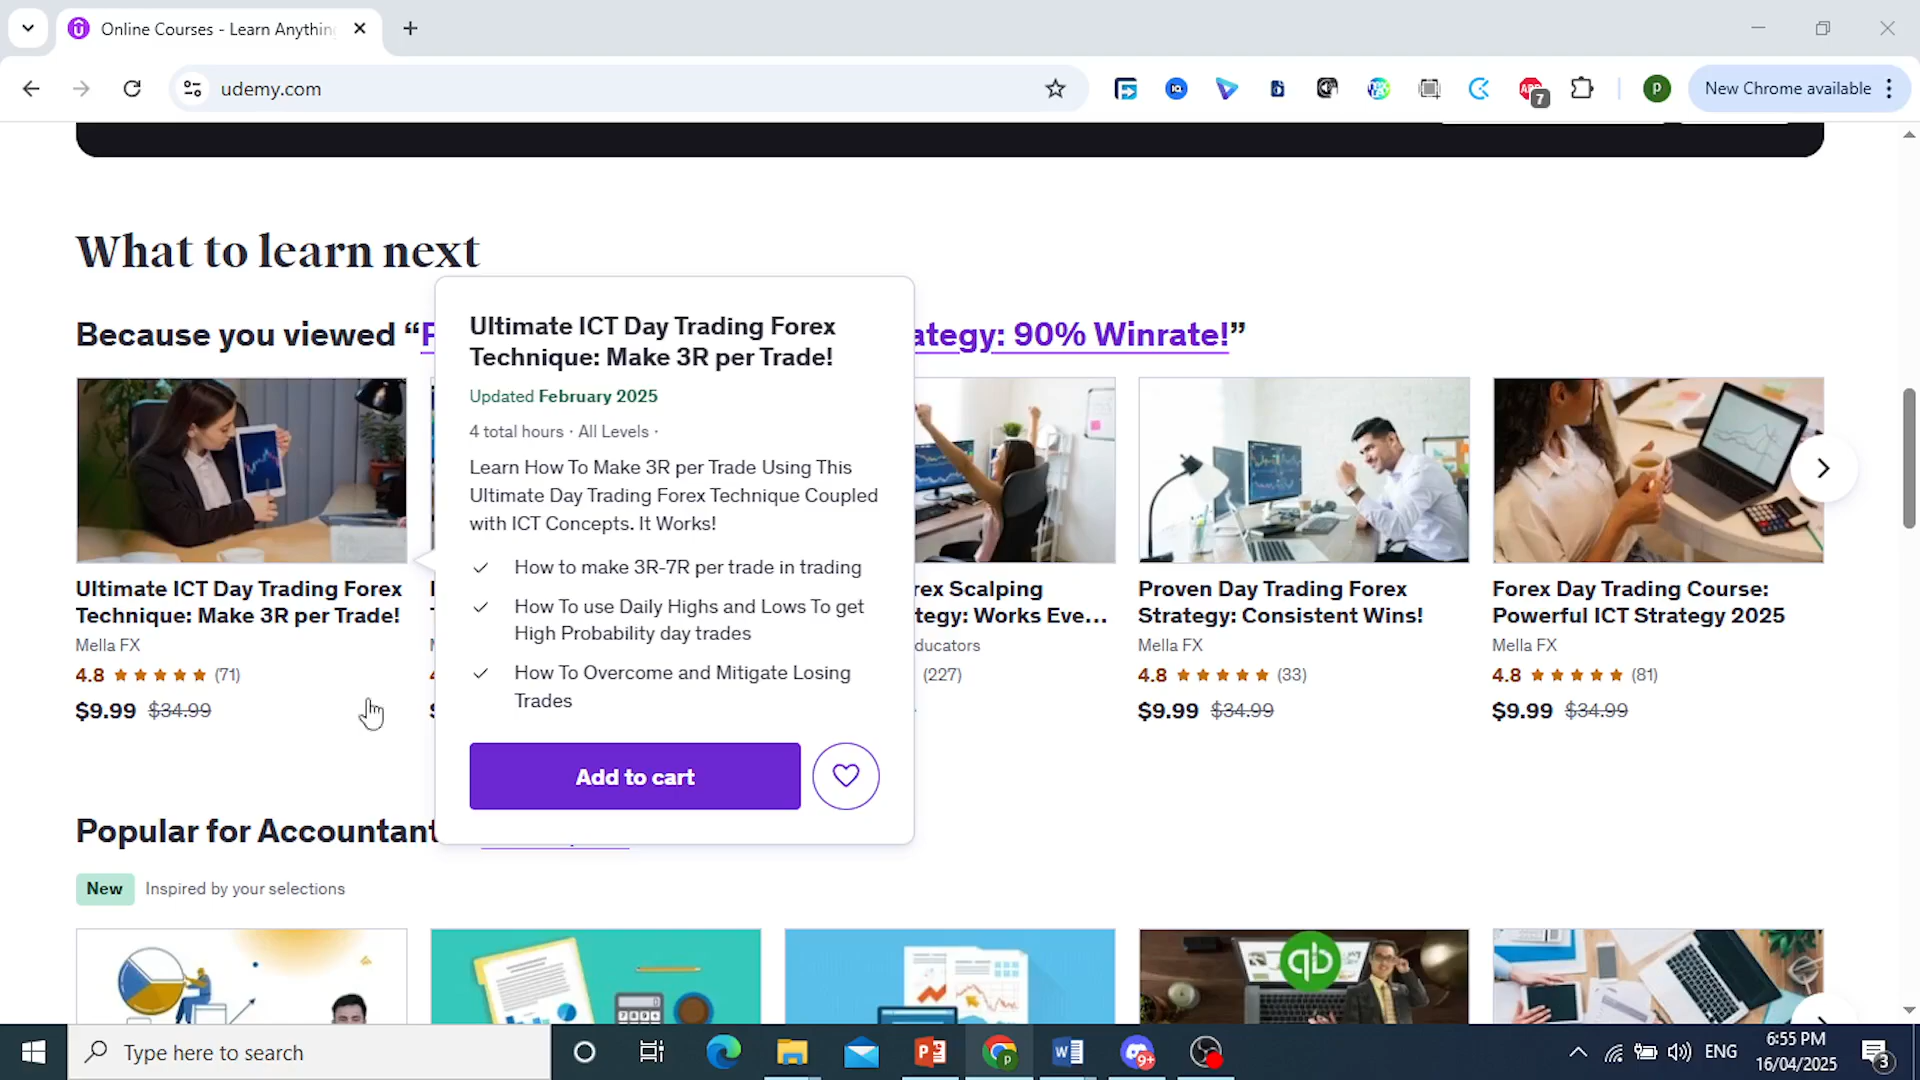 Online Courses - Learn Anythin
udemy.com
7
P
New Chrome available
What to learn next
Because you viewed “
ategy: 90% Winrate!”
Ultimate ICT Day Trading Forex
Technique: Make 3R per Trade!
Updated February 2025
4 total hours · All Levels ·
Learn How To Make 3R per Trade Using This
Ultimate Day Trading Forex Technique Coupled
with ICT Concepts. It Works!
How to make 3R-7R per trade in trading
How To use Daily Highs and Lows To get
High Probability day trades
How To Overcome and Mitigate Losing
Trades
Add to cart
Ultimate ICT Day Trading Forex
Technique: Make 3R per Trade!
Mella FX
4.8 (71)
$9.99 $34.99
rex Scalping
tegy: Works Eve...
ducators
(227)
Proven Day Trading Forex
Strategy: Consistent Wins!
Mella FX
4.8 (33)
$9.99 $34.99
Forex Day Trading Course:
Powerful ICT Strategy 2025
Mella FX
4.8 (81)
$9.99 $34.99
Popular for Accountant
New Inspired by your selections
qb
Type here to search
9+
ENG
6:55 PM
16/04/2025
3